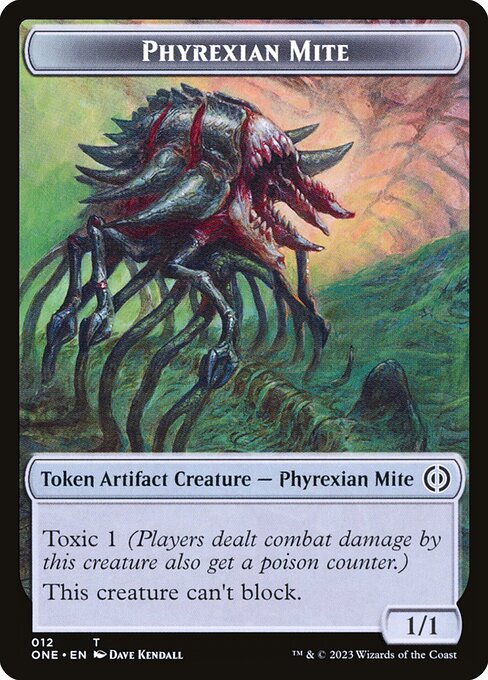 Phyrexian Mite
Token Artifact Creature — Phyrexian Mite
Toxic 1 (Players dealt combat damage by
this creature also get a poison counter.)
This creature can't block.
1/1
012 T
ONE • EN Dave Kendall
™ & © 2023 Wizards of the Coast